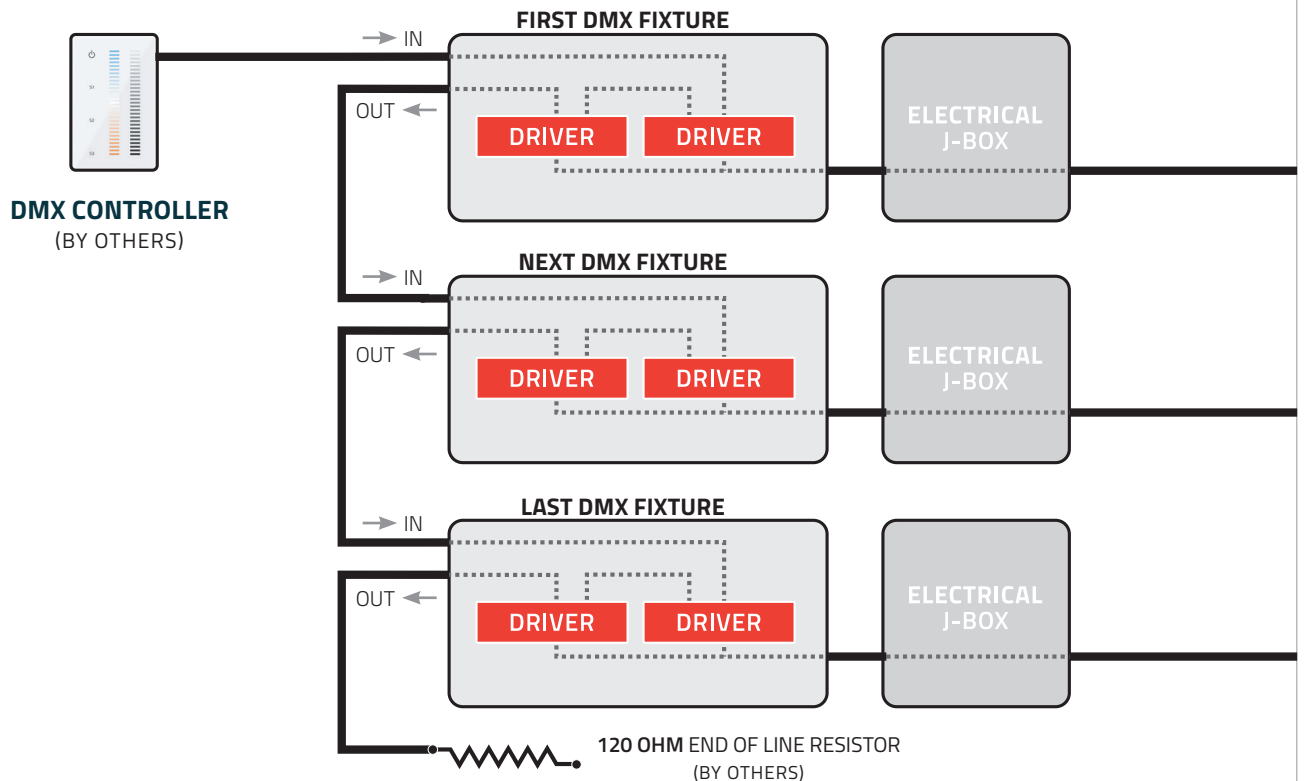 FIRST DMX FIXTURE
IN
OUT
DRIVER DRIVER
ELECTRICAL
J-BOX
DMX CONTROLLER
(BY OTHERS)
NEXT DMX FIXTURE
IN
OUT
DRIVER DRIVER
ELECTRICAL
J-BOX
LAST DMX FIXTURE
IN
OUT
DRIVER DRIVER
ELECTRICAL
J-BOX
120 OHM END OF LINE RESISTOR
(BY OTHERS)